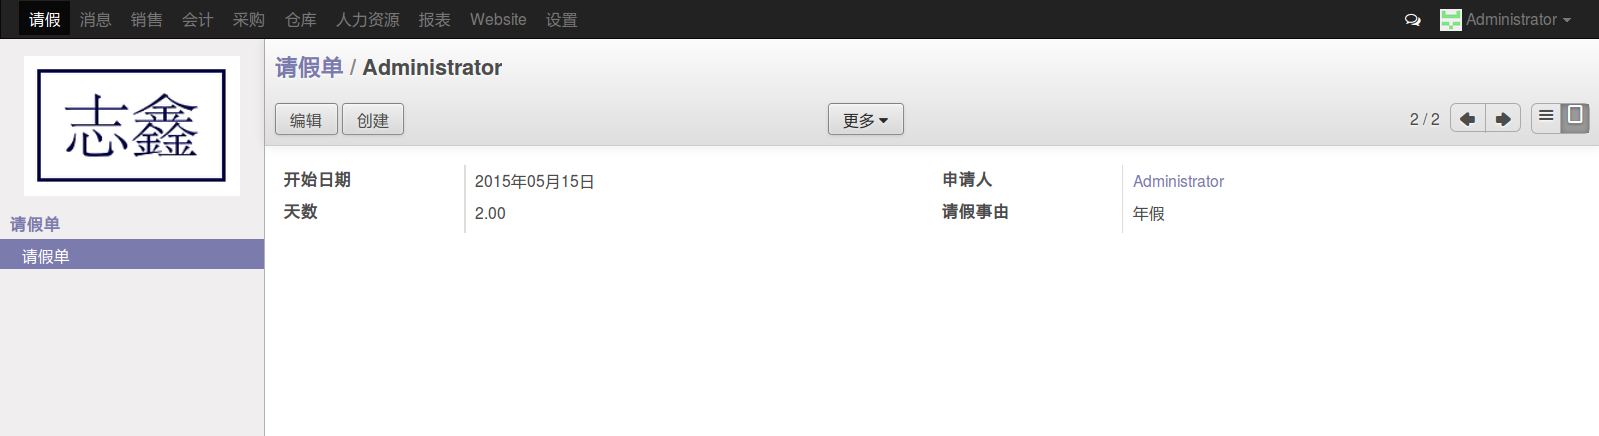 请假 消息 销售 会计 采购 仓库 人力资源 报表 Website 设置 Administrator
志鑫
请假单
请假单
请假单 / Administrator
编辑 创建 更多 2 / 2
开始日期 2015年05月15日 申请人 Administrator
天数 2.00 请假事由 年假